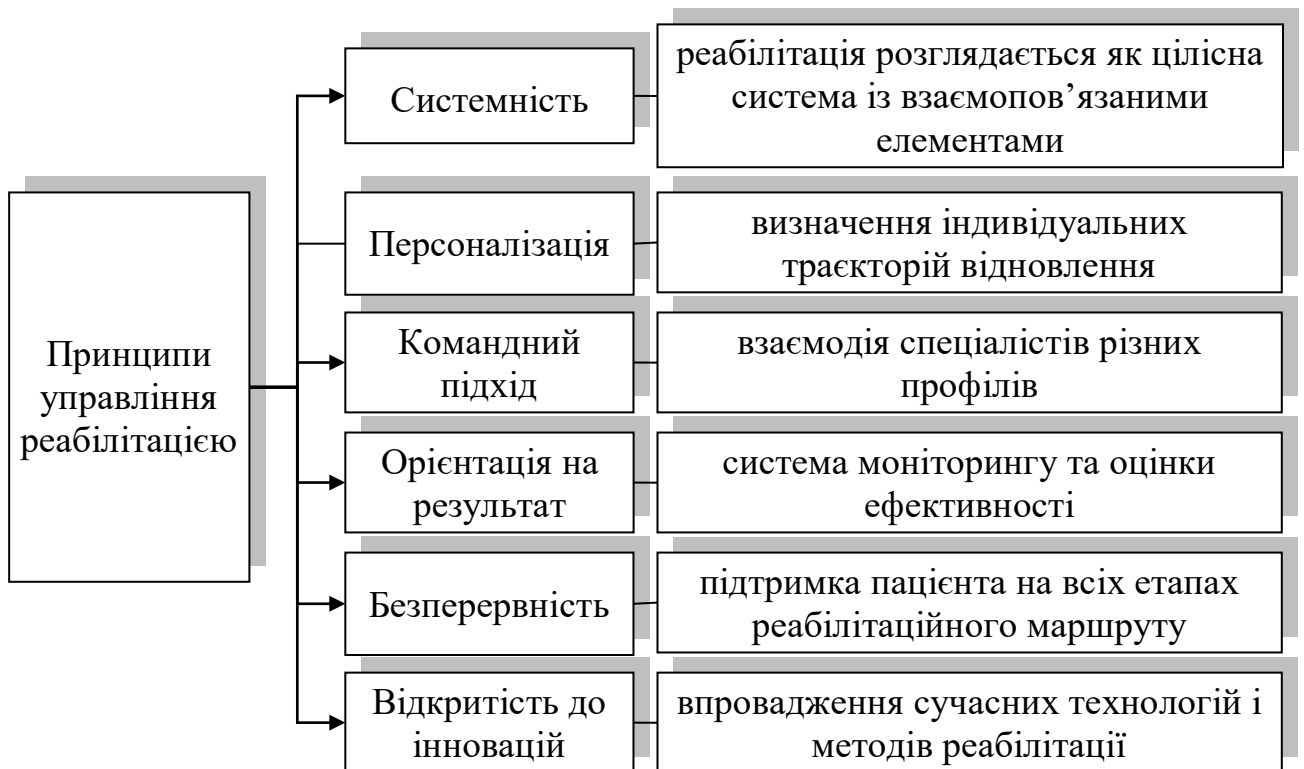 Принципи
управління
реабілітацією
Системність
реабілітація розглядається як цілісна
система із взаємопов’язаними
елементами
Персоналізація
визначення індивідуальних
траєкторій відновлення
Командний
підхід
взаємодія спеціалістів різних
профілів
Орієнтація на
результат
система моніторингу та оцінки
ефективності
Безперервність
підтримка пацієнта на всіх етапах
реабілітаційного маршруту
Відкритість до
інновацій
впровадження сучасних технологій і
методів реабілітації